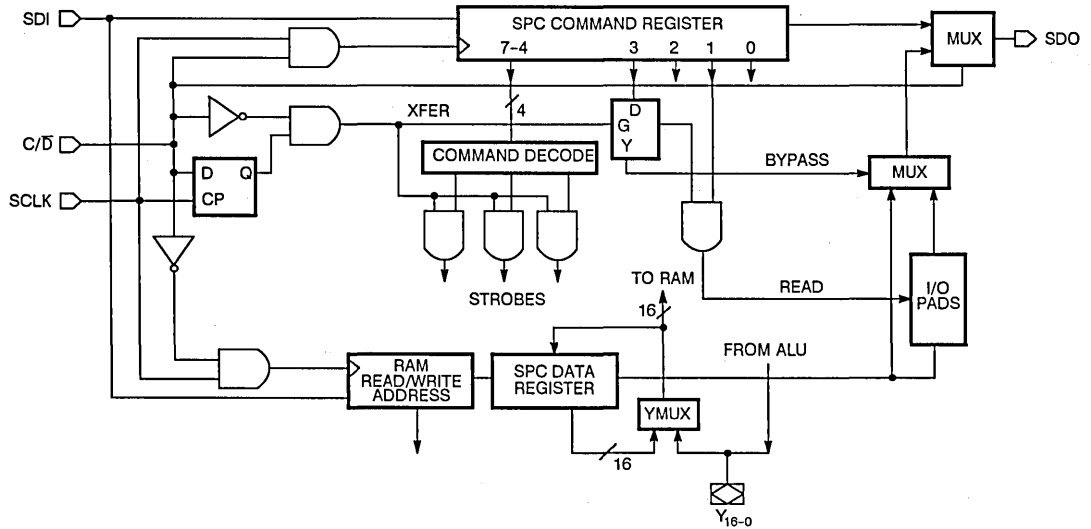 SDI
SPC COMMAND REGISTER
7–4 3 2 1 0
MUX
SDO
4
XFER
D
G
Y
C/D̅
COMMAND DECODE
BYPASS
MUX
D Q
CP
SCLK
STROBES
TO RAM
16
READ
I/O
PADS
FROM ALU
RAM
READ/WRITE
ADDRESS
SPC DATA
REGISTER
YMUX
16
Y16–0